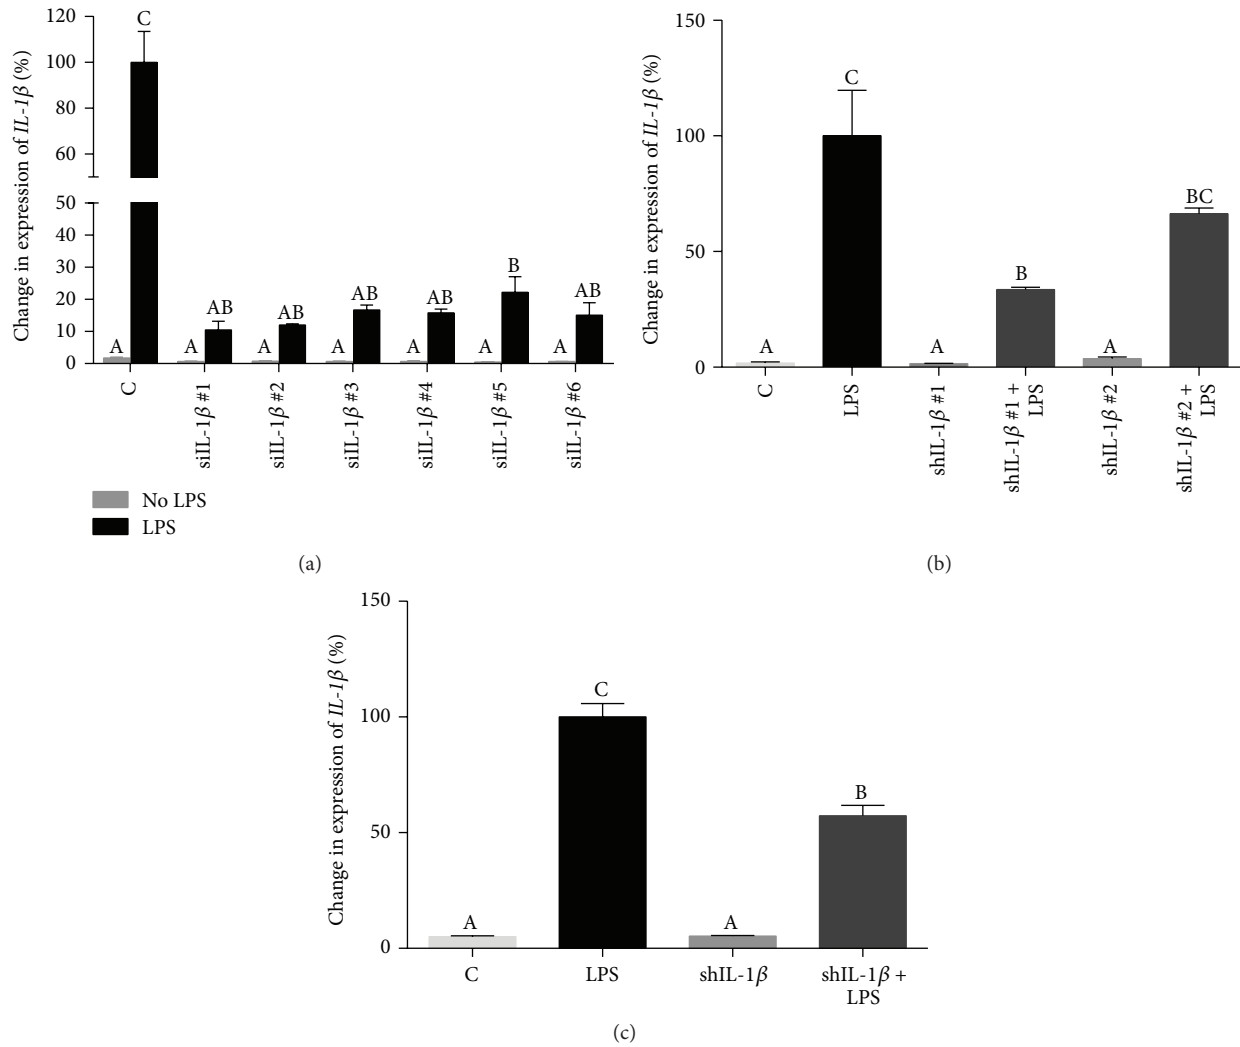 Change in expression of IL-1β (%)
120
100
80
60
50
40
30
20
10
0
C
A
A
AB
A
AB
A
AB
A
AB
A
B
A
AB
C
siIL-1β #1
siIL-1β #2
siIL-1β #3
siIL-1β #4
siIL-1β #5
siIL-1β #6
No LPS
LPS
(a)
Change in expression of IL-1β (%)
150
100
50
0
A
C
A
B
A
BC
C
LPS
shIL-1β #1
shIL-1β #1 +
LPS
shIL-1β #2
shIL-1β #2 +
LPS
(b)
Change in expression of IL-1β (%)
150
100
50
0
A
C
A
B
C
LPS
shIL-1β
shIL-1β +
LPS
(c)